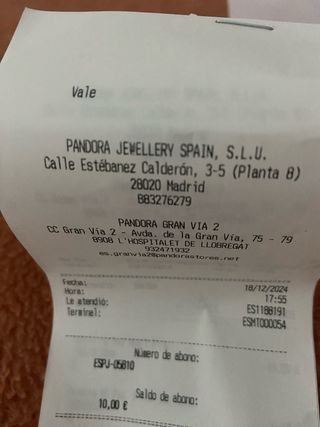 Vale
PANDORA JEWELLERY SPAIN, S.L.U.
Calle Estébanez Calderón, 3-5 (Planta 8)
28020 Madrid
B83276279
PANDORA GRAN VIA 2
CC Gran Via 2 - Avda. de la Gran Vía, 75 - 79
8908 L'HOSPITALET DE LLOBREGAT
932471932
es.granvia2@pandorastores.net
Fecha: 18/12/2024
Hora: 17:55
Le atendió: ES1188191
Terminal: ESMT000054
Número de abono:
ESPJ-05810
Saldo de abono:
10,00 €